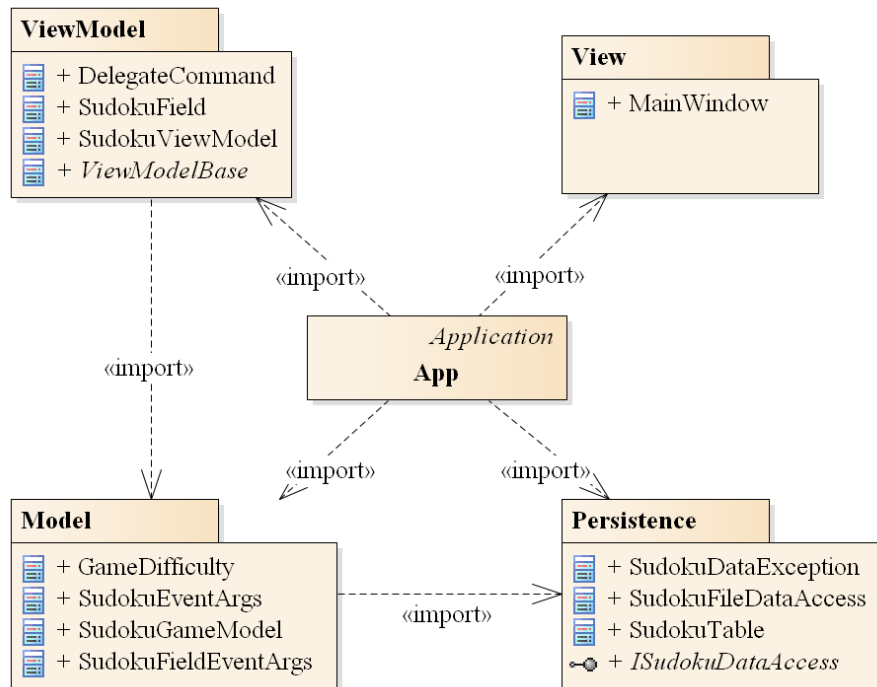 ViewModel
+ DelegateCommand
+ SudokuField
+ SudokuViewModel
+ ViewModelBase
View
+ MainWindow
«import»
«import»
Application
App
«import»
«import»
«import»
Model
+ GameDifficulty
+ SudokuEventArgs
+ SudokuGameModel
+ SudokuFieldEventArgs
«import»
Persistence
+ SudokuDataException
+ SudokuFileDataAccess
+ SudokuTable
+ ISudokuDataAccess